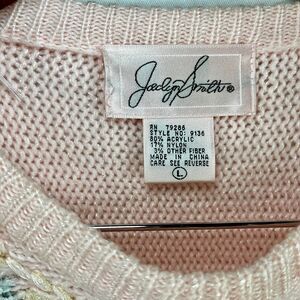 Jaclyn Smith®
RN 79286
STYLE NO: 9136
80% ACRYLIC
17% NYLON
3% OTHER FIBER
MADE IN CHINA
CARE SEE REVERSE
L